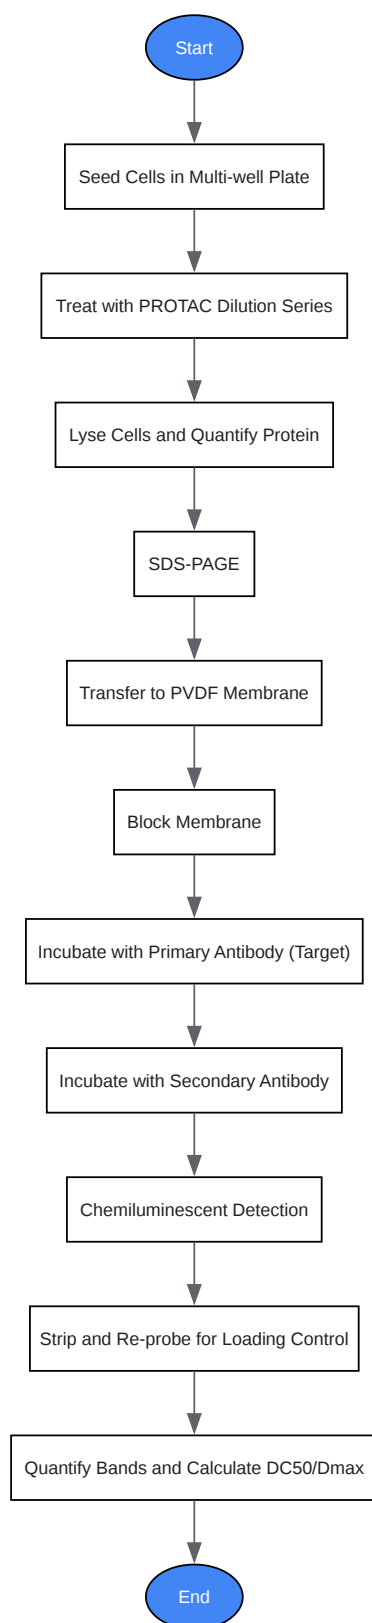 Start
Seed Cells in Multi-well Plate
Treat with PROTAC Dilution Series
Lyse Cells and Quantify Protein
SDS-PAGE
Transfer to PVDF Membrane
Block Membrane
Incubate with Primary Antibody (Target)
Incubate with Secondary Antibody
Chemiluminescent Detection
Strip and Re-probe for Loading Control
Quantify Bands and Calculate DC50/Dmax
End